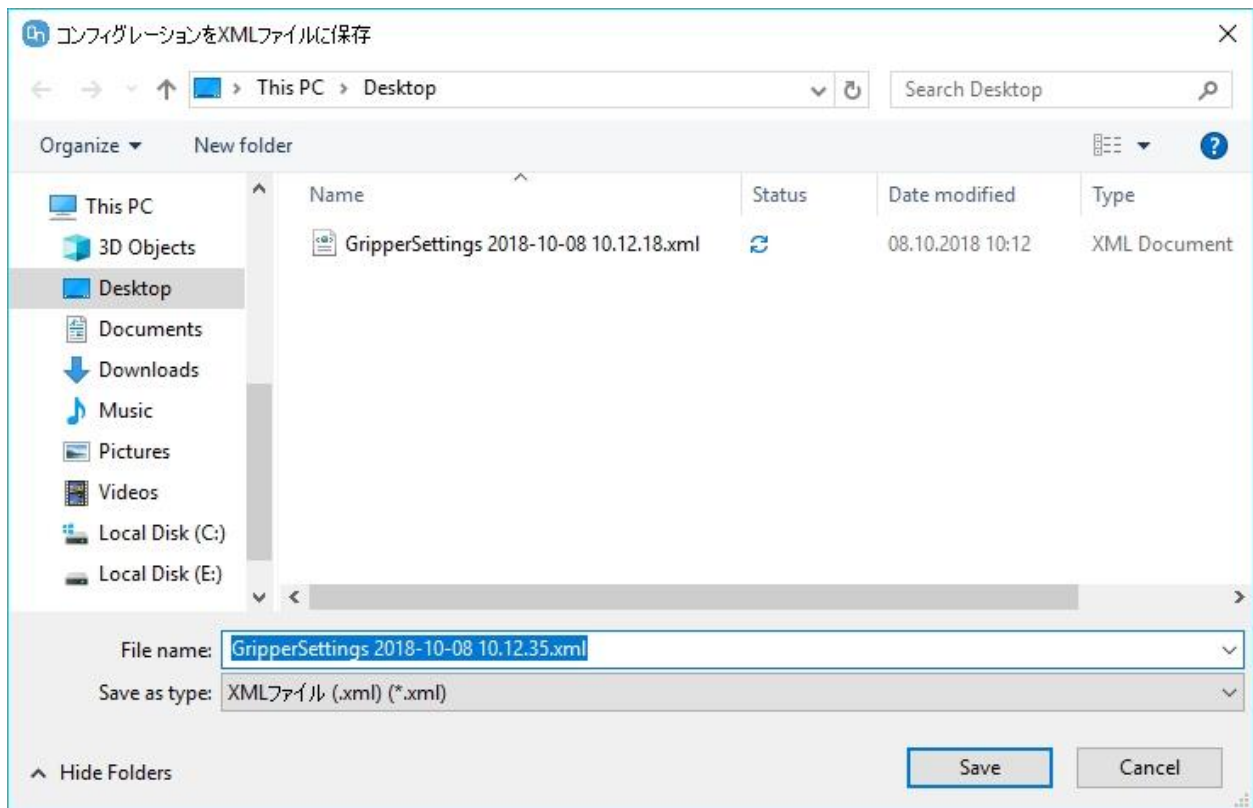 コンフィグレーションをXMLファイルに保存
This PC > Desktop
Search Desktop
Organize
New folder
Name
Status
Date modified
Type
This PC
GripperSettings 2018-10-08 10.12.18.xml
08.10.2018 10:12
XML Document
3D Objects
Desktop
Documents
Downloads
Music
Pictures
Videos
Local Disk (C:)
Local Disk (E:)
File name: GripperSettings 2018-10-08 10.12.35.xml
Save as type: XMLファイル (.xml) (*.xml)
Hide Folders
Save
Cancel